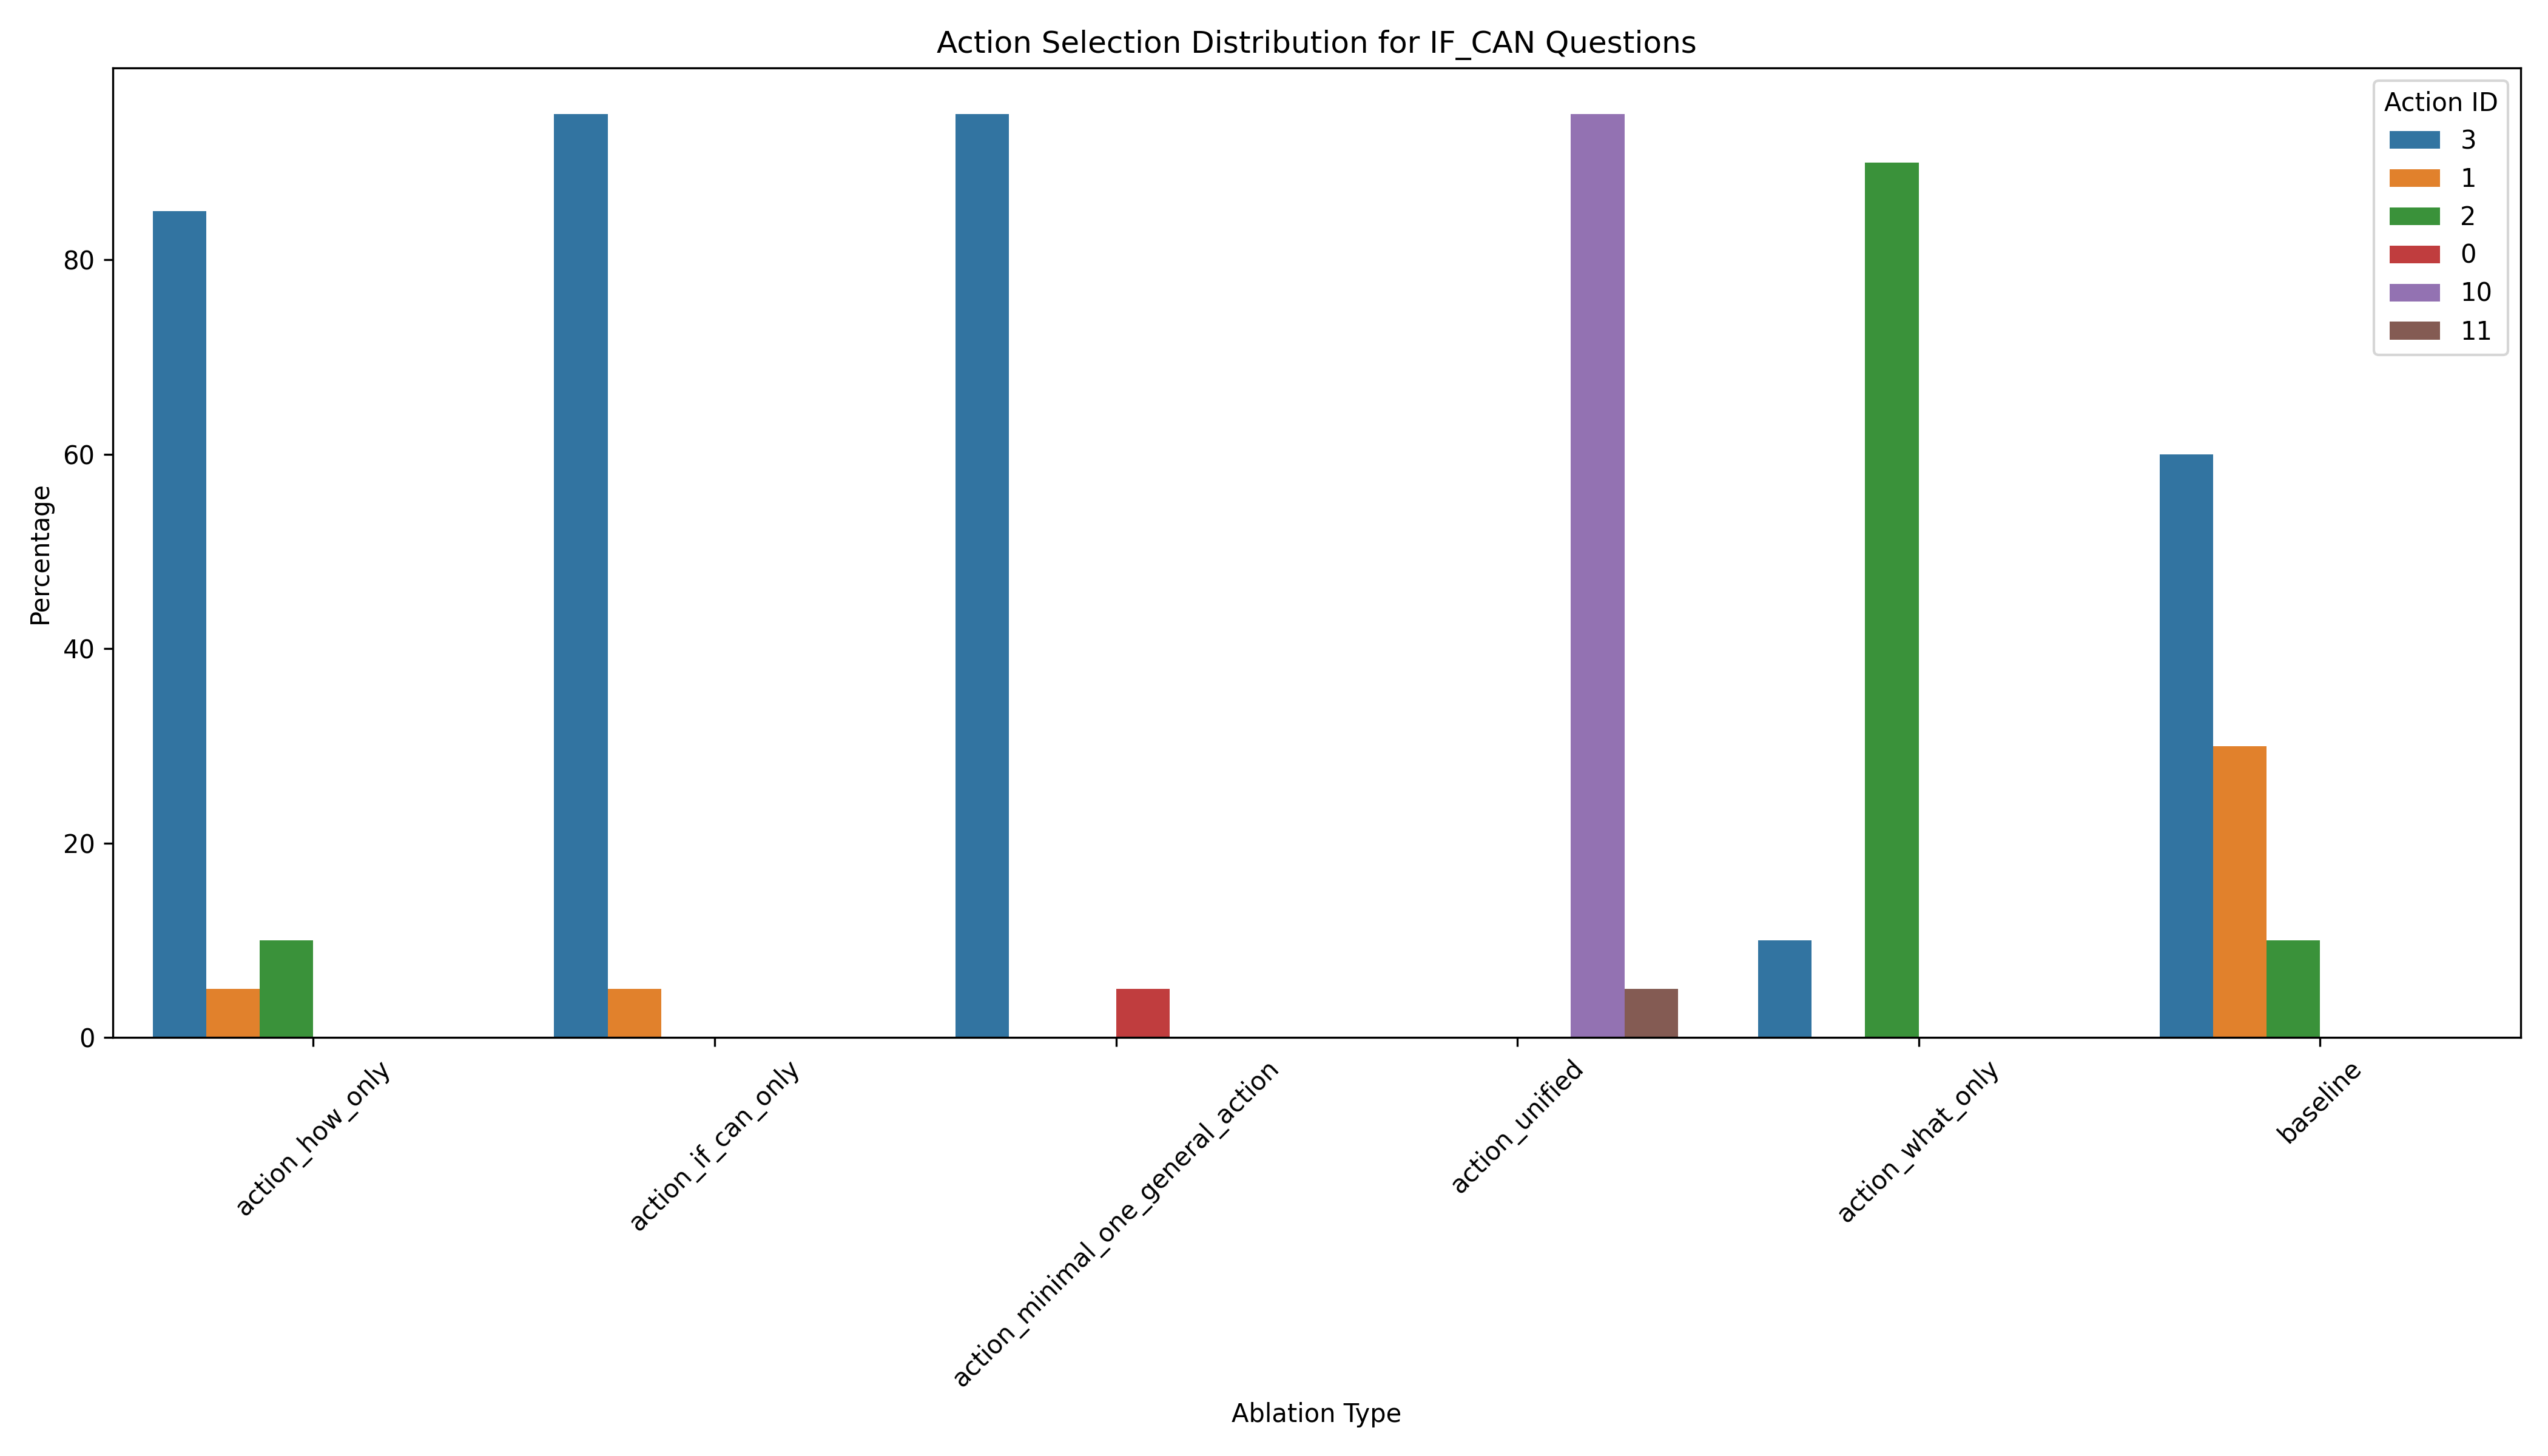 Action Selection Distribution for IF_CAN Questions
Action ID
3
1
2
0
10
11
Percentage
80
60
40
20
0
action_how_only
action_if_can_only
action_minimal_one_general_action
action_unified
action_what_only
baseline
Ablation Type